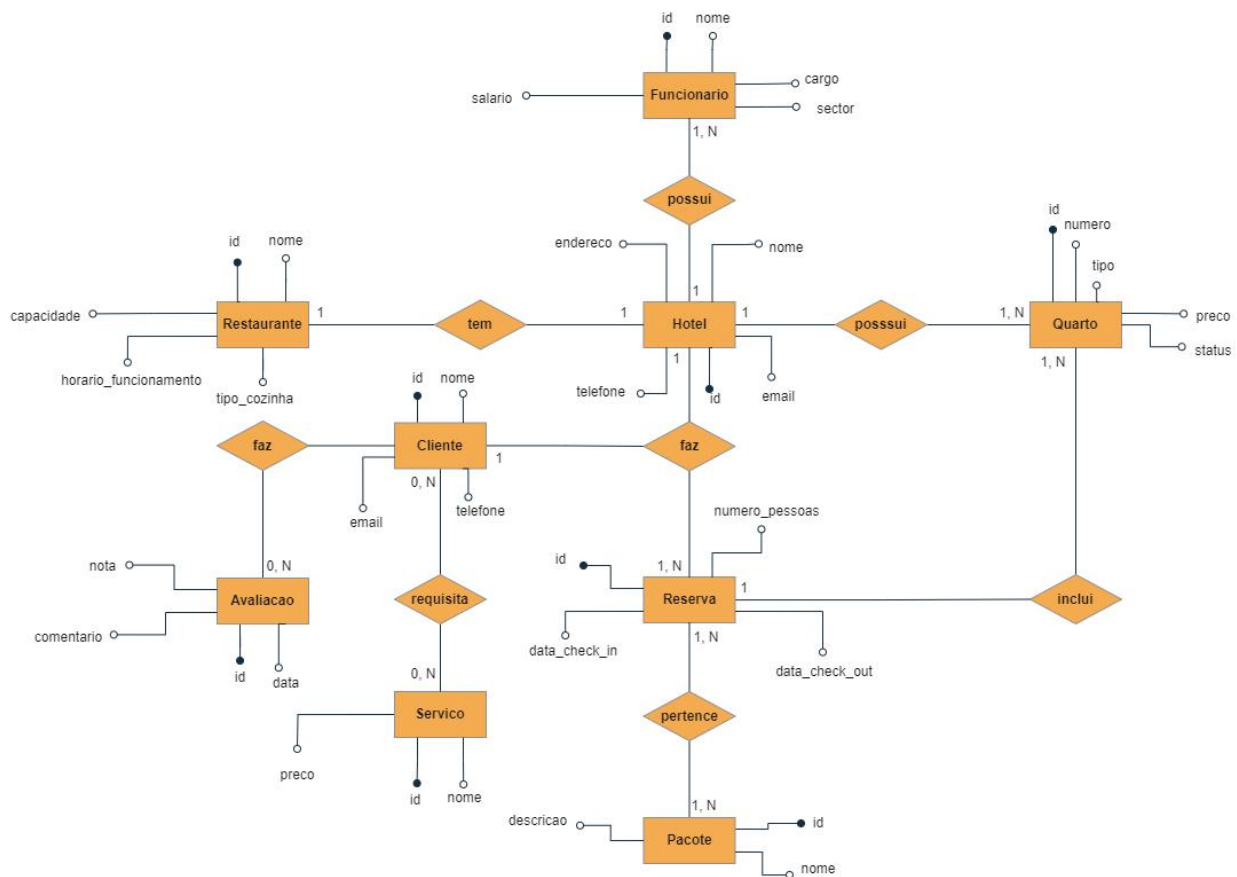 id
nome
salario
Funcionario
cargo
sector
1, N
possui
endereco
nome
1
id
numero
tipo
id
nome
capacidade
Restaurante
1
tem
1
Hotel
1
posssui
1, N
Quarto
preco
status
horario_funcionamento
tipo_cozinha
telefone
1
id
email
1, N
id
nome
faz
Cliente
1
faz
email
0, N
telefone
numero_pessoas
nota
0, N
Avaliacao
comentario
id
data
requisita
id
1, N
Reserva
1
inclui
data_check_in
1, N
data_check_out
0, N
Servico
preco
id
nome
pertence
1, N
descricao
Pacote
id
nome